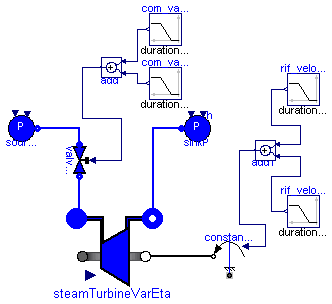 com_va...
duration...
com_va...
duration...
add
rif_velo...
duration...
add1
rif_velo...
duration...
P
sour...
valv...
P
h
sinkP
constan...
steamTurbineVarEta